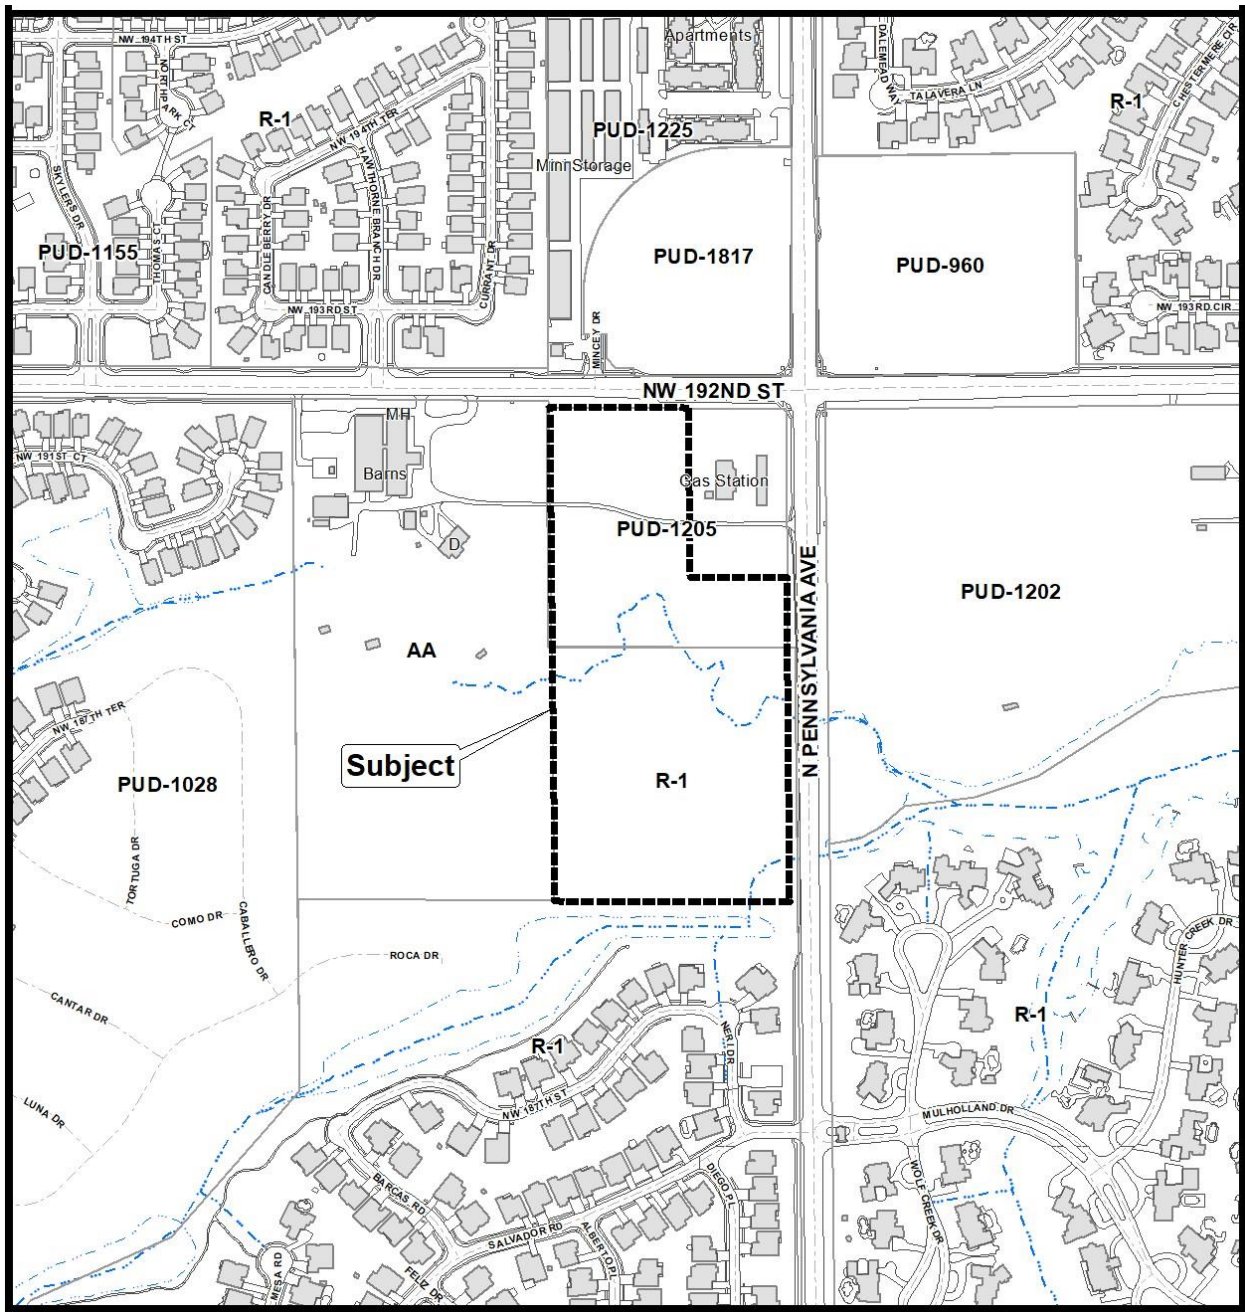 NW 194TH ST
NORTHPARK CT
R-1
NW 194TH TER
HAWTHORNE BRANCH DR
Apartments
PUD-1225
Mini Storage
DALEMEAD WAY
TALAVERA LN
R-1
CHESTERMERE CIR
SKYLERS DR
PUD-1155
THOMAS CT
CANDLEBERRY DR
CURRANT DR
NW 193RD ST
PUD-1817
MINCEY DR
PUD-960
NW 193RD CIR
NW 192ND ST
MH
Barns
NW 191ST CT
Gas Station
PUD-1205
D
PUD-1202
AA
N PENNSYLVANIA AVE
NW 187TH TER
Subject
PUD-1028
R-1
TORTUGA DR
COMO DR
CABALLERO DR
ROCA DR
HUNTER CREEK DR
CANTAR DR
R-1
R-1
NERI DR
NW 187TH ST
LUNA DR
MULHOLLAND DR
BARCAS RD
DIEGO PL
WOLF CREEK DR
SALVADOR RD
ALBERTO PL
MESA RD
FELIZ DR